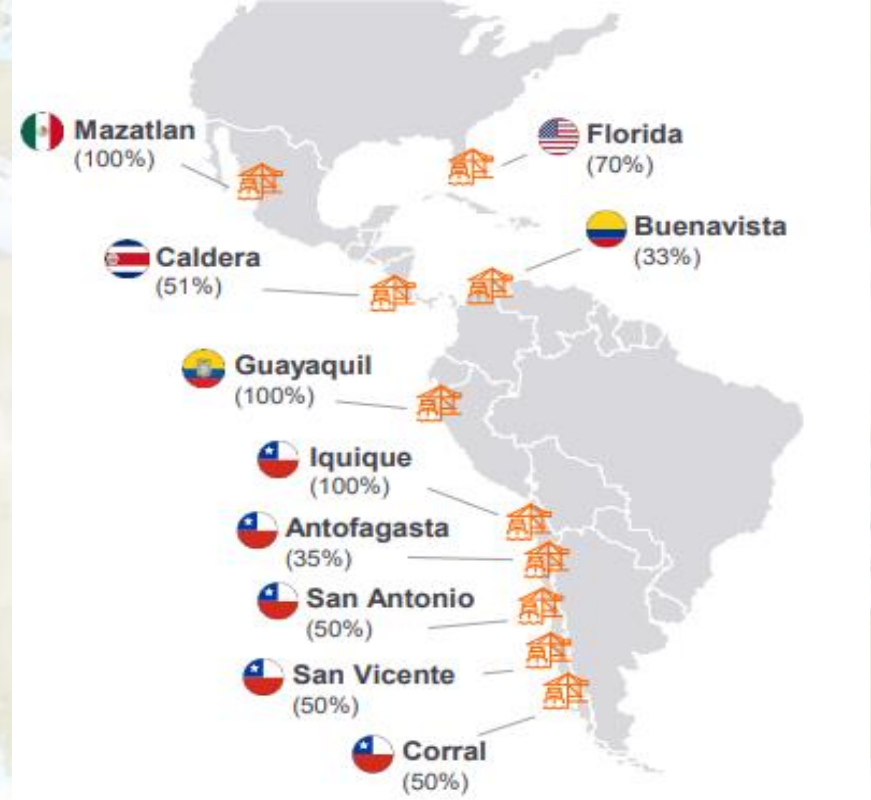 Mazatlan
(100%)
Florida
(70%)
Buenavista
(33%)
Caldera
(51%)
Guayaquil
(100%)
Iquique
(100%)
Antofagasta
(35%)
San Antonio
(50%)
San Vicente
(50%)
Corral
(50%)